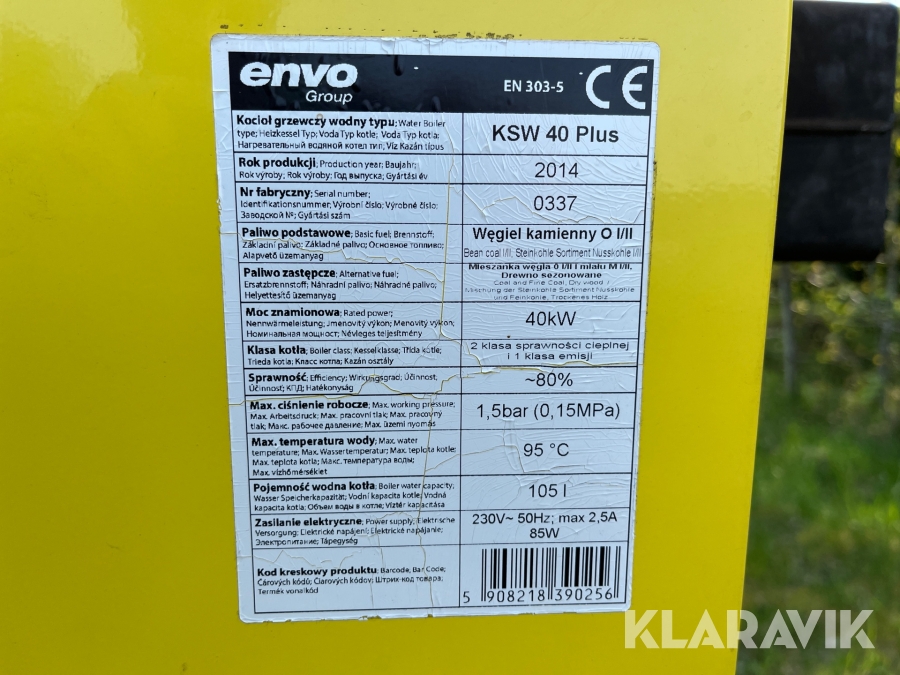 envo
Group
EN 303-5
CE
Kocioł grzewczy wodny typu; Water Boiler
type; Heizkessel Typ; Voda Typ kotle; Voda Typ kotla;
Нагревательный водяной котел тип; Víz Kazán típus
KSW 40 Plus
Rok produkcji; Production year; Baujahr;
Rok výroby; Rok výroby; Год выпуска; Gyártási év
2014
Nr fabryczny; Serial number;
Identifikationsnummer; Výrobní číslo; Výrobné číslo;
Заводской №; Gyártási szám
0337
Paliwo podstawowe; Basic fuel; Brennstoff;
Základní palivo; Základné palivo; Основное топливо;
Alapvető üzemanyag
Węgiel kamienny O I/II
Bean coal I/II; Steinkohle Sortiment Nusskohle I/II
Paliwo zastępcze; Alternative fuel;
Ersatzbrennstoff; Náhradní palivo; Náhradné palivo;
Helyettesítő üzemanyag
Mieszanka węgla o I/II i miału M I/II,
Drewno sezonowane
Coal and Fine Coal, Dry wood /
Mischung der Steinkohle Sortiment Nusskohle
und Feinkohle, Trockenes Holz
Moc znamionowa; Rated power;
Nennwärmeleistung; Jmenovitý výkon; Menovitý výkon;
Номинальная мощност; Névleges teljesítmény
40kW
Klasa kotła; Boiler class; Kesselklasse; Třída kotle;
Trieda kotla; Класс котла; Kazán osztály
2 klasa sprawności cieplnej
i 1 klasa emisji
Sprawność; Efficiency; Wirkungsgrad; Účinnost,
Účinnosť; КПД; Hatékonyság
~80%
Max. ciśnienie robocze; Max. working pressure;
Max. Arbeitsdruck; Max. pracovní tlak; Max. pracovný
tlak; Макс. рабочее давление; Max. üzemi nyomás
1,5bar (0,15MPa)
Max. temperatura wody; Max. water
temperature; Max. Wassertemperatur; Max. teplota kotle;
Max. teplota kotla; Макс. температура воды;
Max. vízhőmérséklet
95 °C
Pojemność wodna kotła; Boiler water capacity;
Wasser Speicherkapazität; Vodní kapacita kotle; Vodná
kapacita kotla; Объем воды в котле; Víztér kapacitása
105 l
Zasilanie elektryczne; Power supply; Elektrische
Versorgung; Elektrické napájení; Elektrické napájanie;
Электропитание; Tápegység
230V~ 50Hz; max 2,5A
85W
Kod kreskowy produktu; Barcode, Bar Code;
Čárových kódů; Čiarových kódov; Штрих-код товара;
Termék vonalkód
5 908218 390256
KLARAVIK